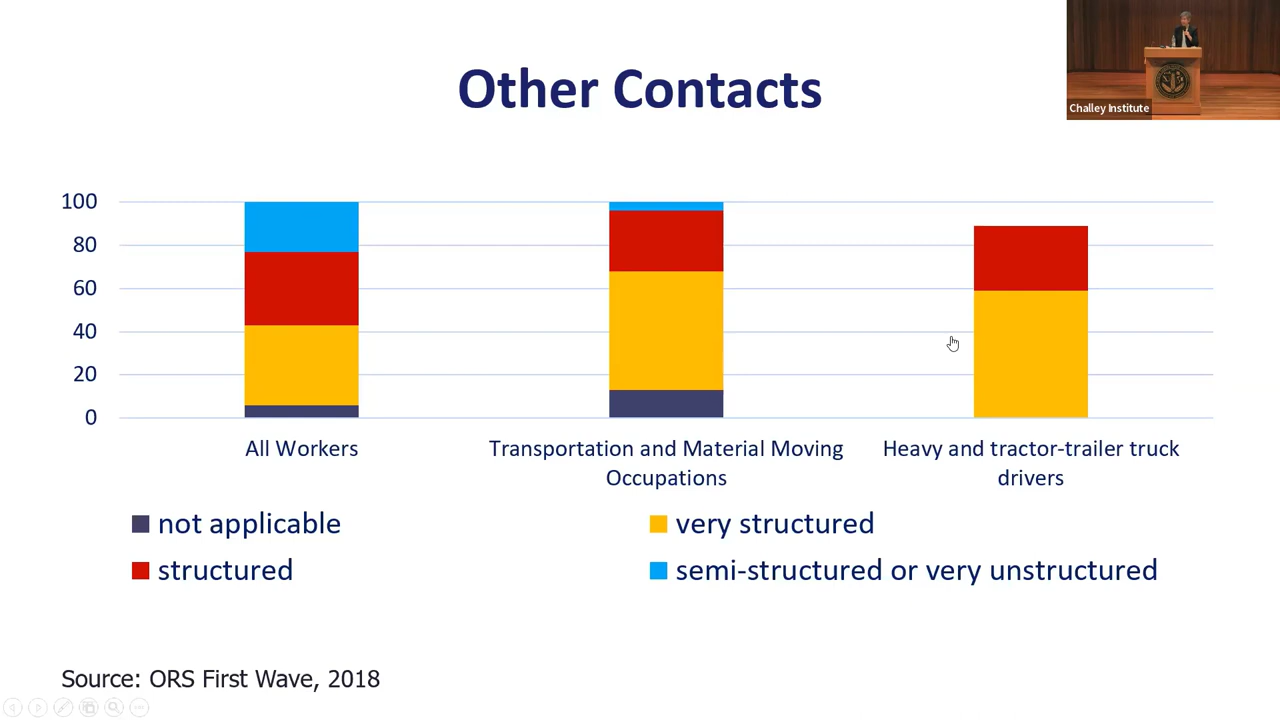 Other Contacts
Challey Institute
100
80
60
40
20
0
All Workers
Transportation and Material Moving
Occupations
Heavy and tractor-trailer truck
drivers
not applicable
very structured
structured
semi-structured or very unstructured
Source: ORS First Wave, 2018